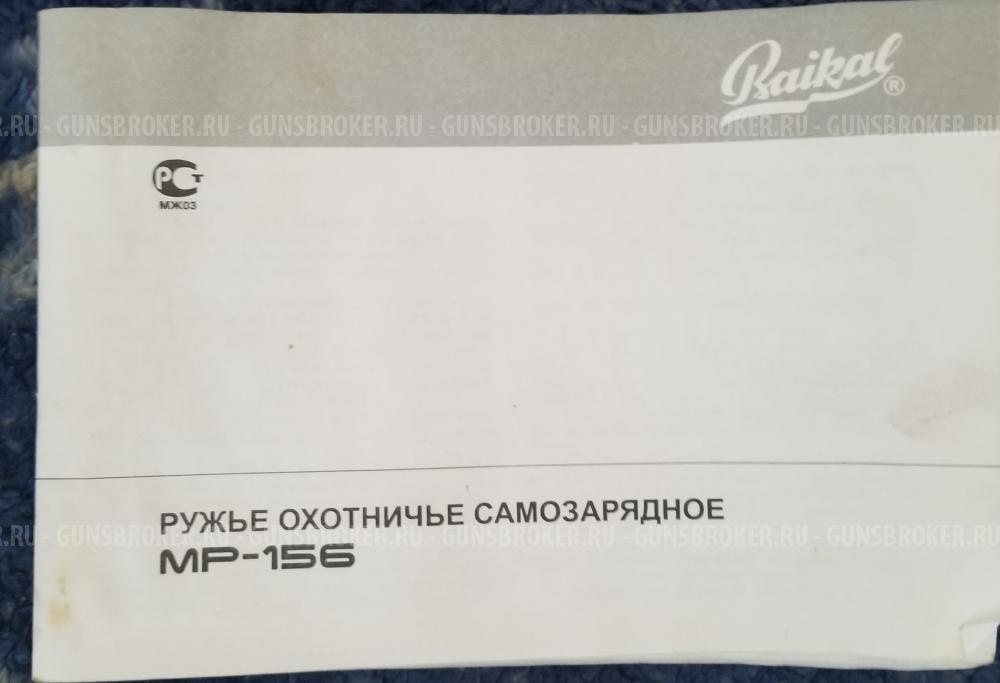 Baikal®
- GUNSBROKER.RU - GUNSBROKER.RU - GUNSBROKER.RU - GUNSBROKER.RU - GUNSBROKER.RU
РСТ
МЖ03
РУЖЬЕ ОХОТНИЧЬЕ САМОЗАРЯДНОЕ
RU - GUNSBROKER.RU - GUNSBROKER.RU - GUNSBROKER.RU - GUNSBROKER.RU - GUNSBROKER.RU
МР-156